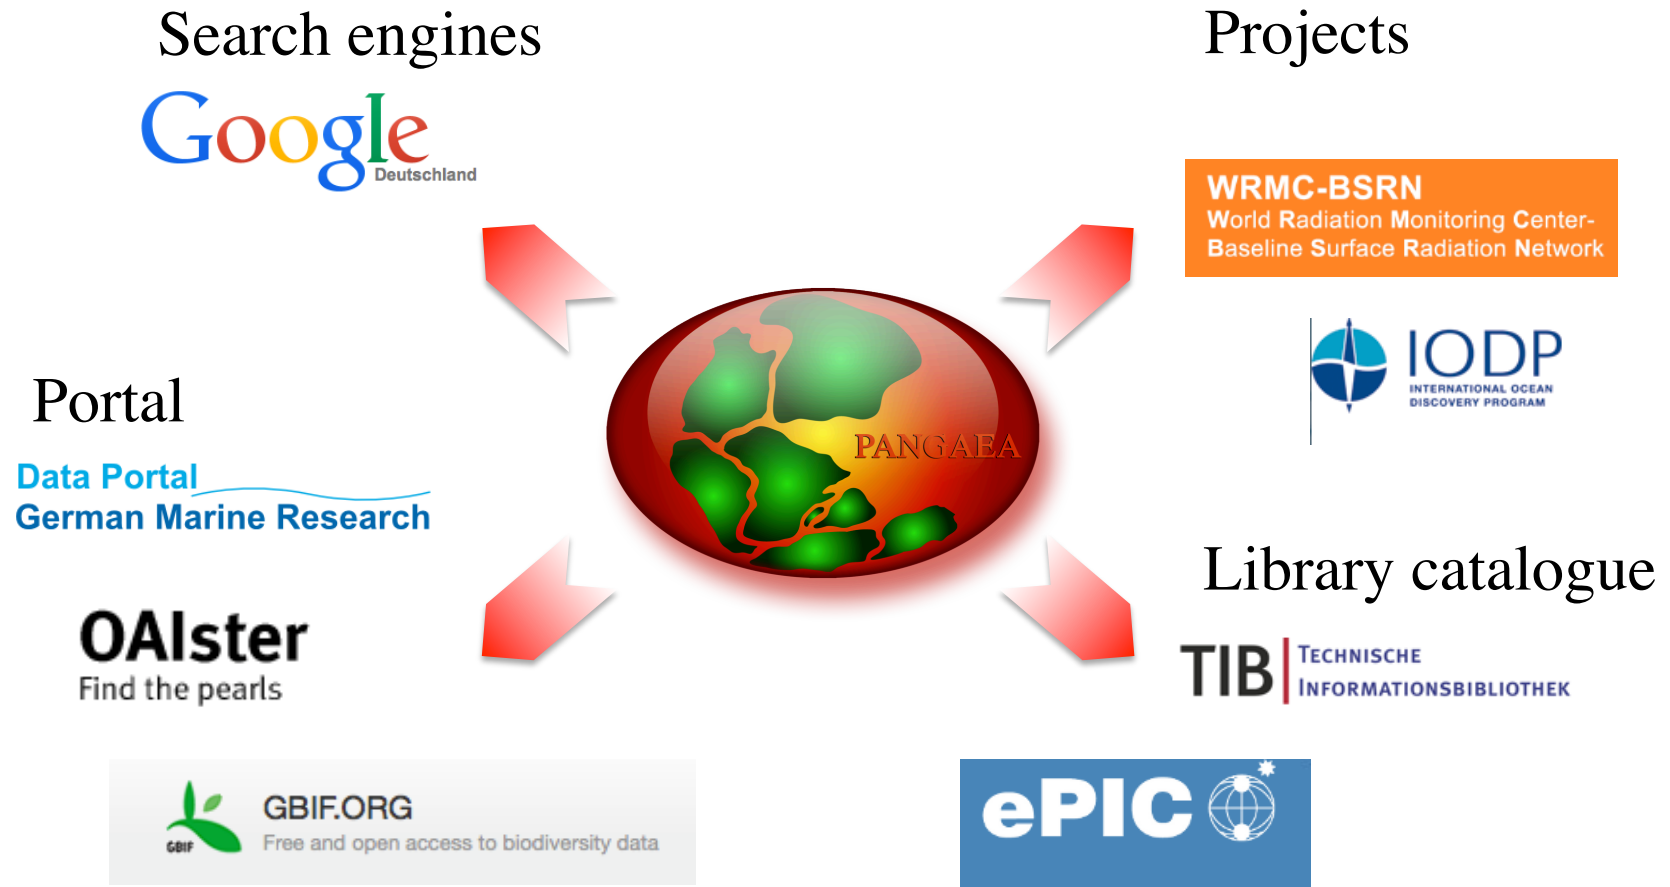 Search engines
Google
Deutschland
Projects
WRMC-BSRN
World Radiation Monitoring Center-
Baseline Surface Radiation Network
IODP
INTERNATIONAL OCEAN
DISCOVERY PROGRAM
PANGAEA
Portal
Data Portal
German Marine Research
OAIster
Find the pearls
GBIF
GBIF.ORG
Free and open access to biodiversity data
Library catalogue
TIB
TECHNISCHE
INFORMATIONSBIBLIOTHEK
ePIC